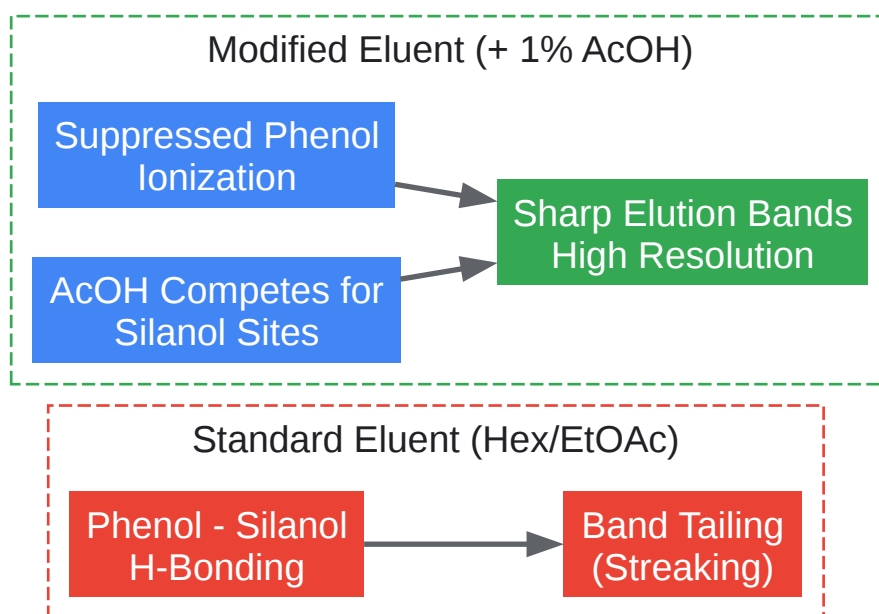 Modified Eluent (+ 1% AcOH)
Suppressed Phenol
Ionization
AcOH Competes for
Silanol Sites
Sharp Elution Bands
High Resolution
Standard Eluent (Hex/EtOAc)
Phenol - Silanol
H-Bonding
Band Tailing
(Streaking)